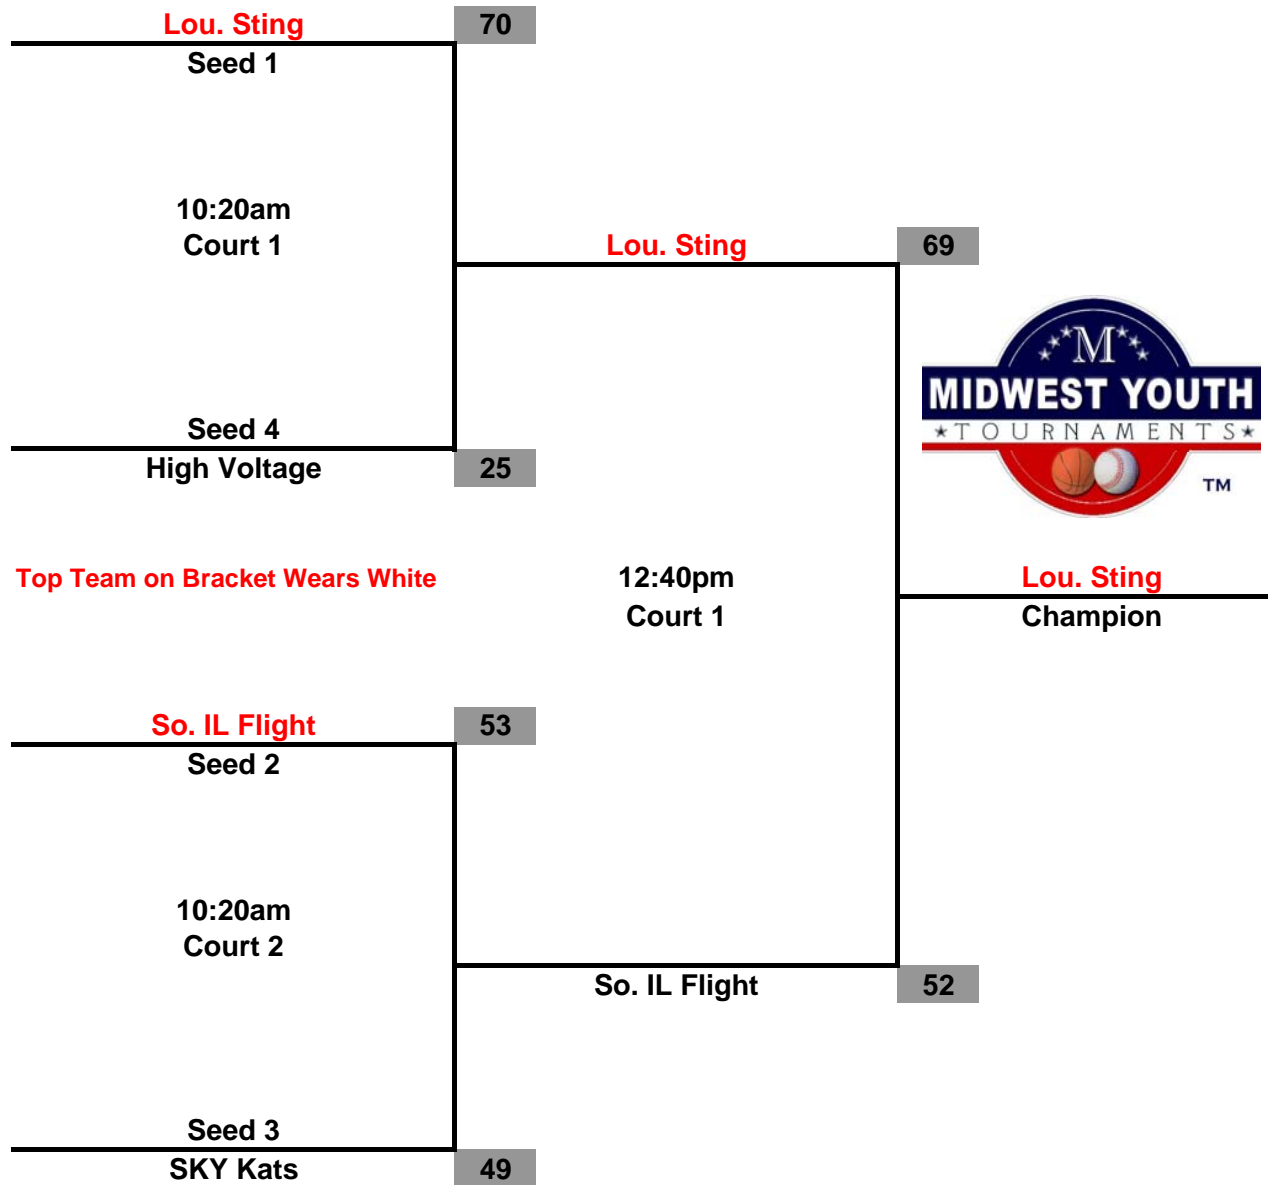 Lou. Sting 70
Seed 1
10:20am
Court 1
Lou. Sting 69
M
MIDWEST YOUTH
★TOURNAMENTS★
TM
Seed 4
High Voltage 25
Top Team on Bracket Wears White
12:40pm
Court 1
Lou. Sting
Champion
So. IL Flight 53
Seed 2
10:20am
Court 2
So. IL Flight 52
Seed 3
SKY Kats 49